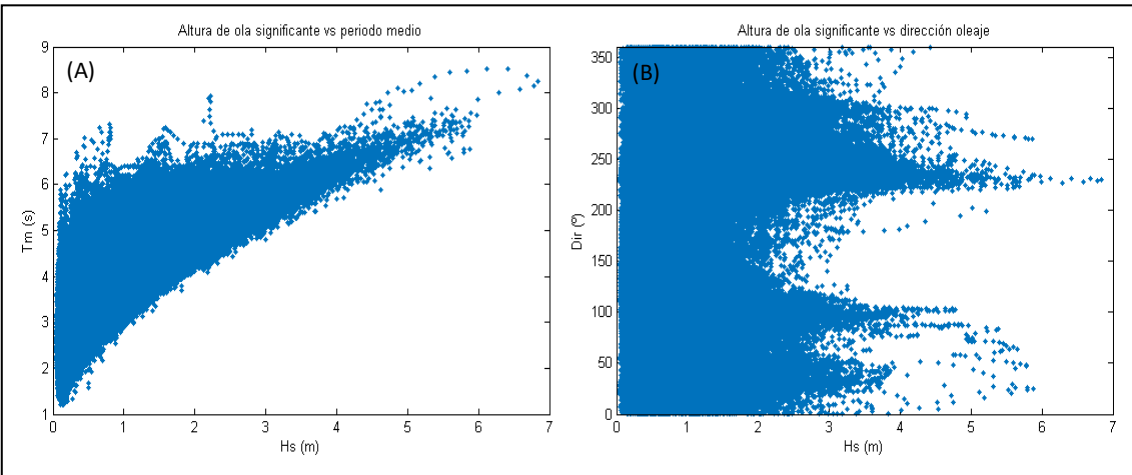 Altura de ola significante vs periodo medio
(A)
9
8
7
6
5
4
3
2
1
Tm (s)
0 1 2 3 4 5 6 7
Hs (m)
Altura de ola significante vs dirección oleaje
(B)
350
300
250
200
150
100
50
0
Dir (º)
0 1 2 3 4 5 6 7
Hs (m)